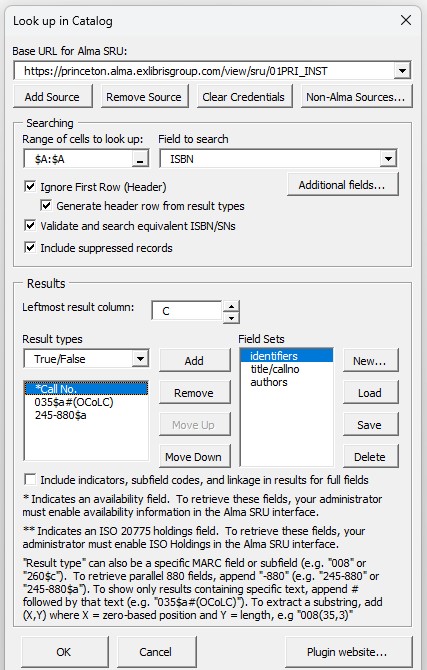 Look up in Catalog
Base URL for Alma SRU:
https://princeton.alma.exlibrisgroup.com/view/sru/01PRI_INST
Add Source
Remove Source
Clear Credentials
Non-Alma Sources...
Searching
Range of cells to look up:
Field to search
$A:$A
ISBN
Ignore First Row (Header)
Additional fields...
Generate header row from result types
Validate and search equivalent ISBN/SNs
Include suppressed records
Results
Leftmost result column:
C
Result types
Field Sets
True/False
Add
identifiers
New...
title/callno
authors
*Call No.
Remove
Load
035$a#(OCoLC)
245-880$a
Move Up
Save
Move Down
Delete
Include indicators, subfield codes, and linkage in results for full fields
* Indicates an availability field. To retrieve these fields, your administrator
must enable availability information in the Alma SRU interface.
** Indicates an ISO 20775 holdings field. To retrieve these fields, your
administrator must enable ISO Holdings in the Alma SRU interface.
"Result type" can also be a specific MARC field or subfield (e.g. "008" or
"260$c"). To retrieve parallel 880 fields, append "-880" (e.g. "245-880" or
"245-880$a"). To show only results containing specific text, append #
followed by that text (e.g. "035$a#(OCoLC)"). To extract a substring, add
(X,Y) where X = zero-based position and Y = length, e.g "008(35,3)"
OK
Cancel
Plugin website...